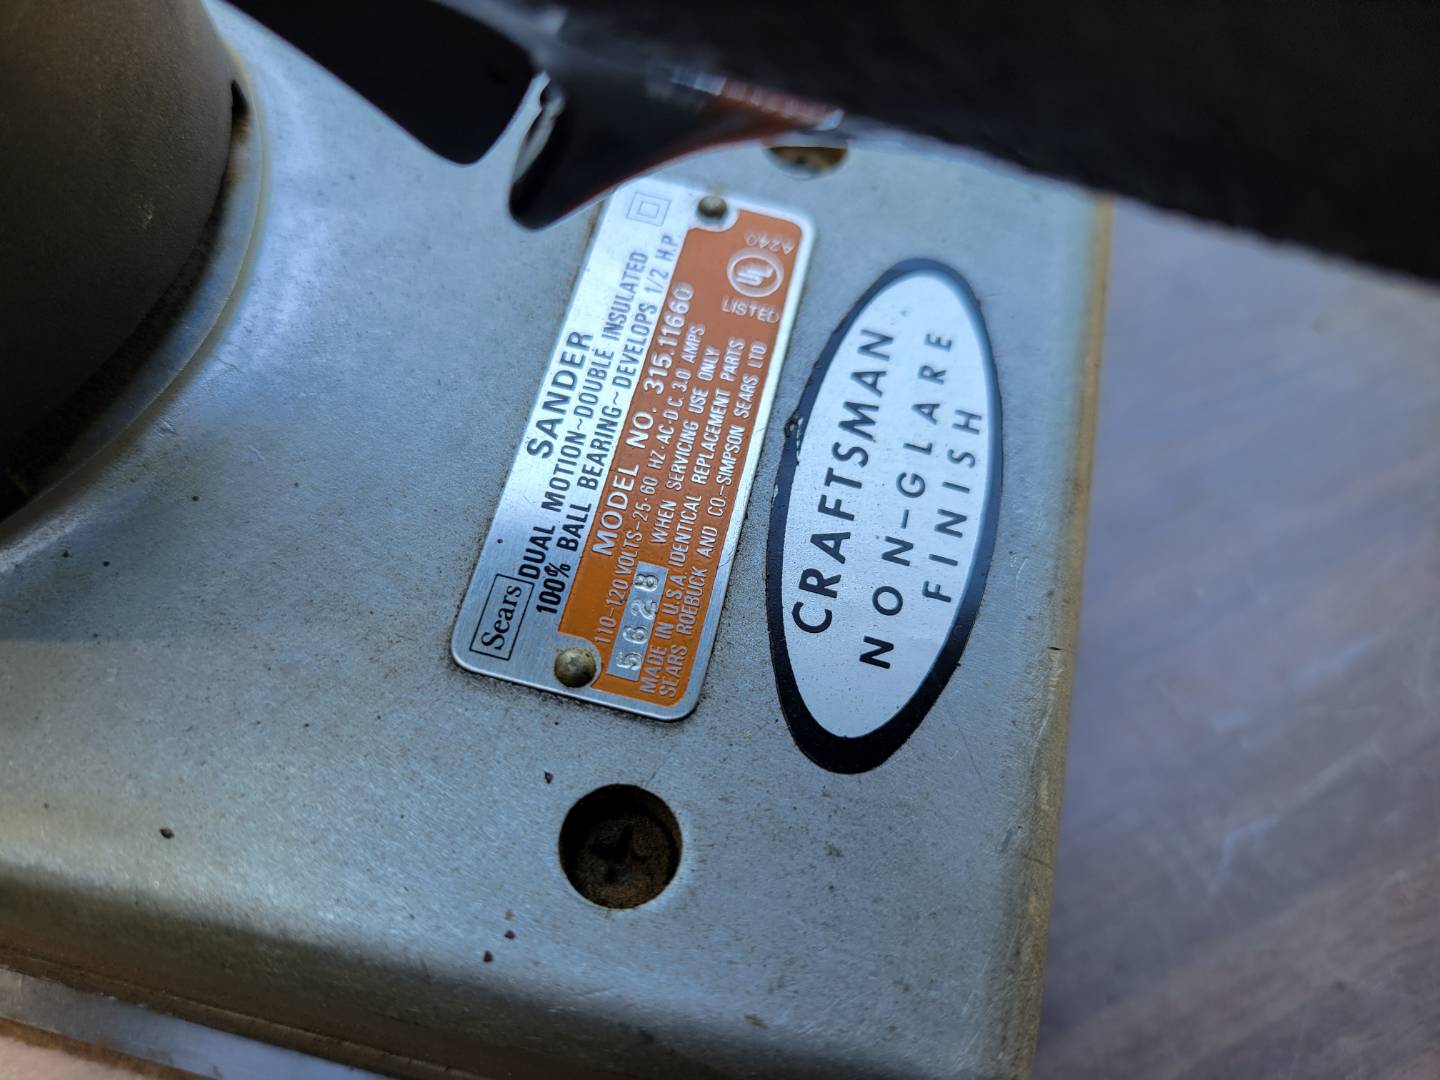 Sears
SANDER
DUAL MOTION~DOUBLE INSULATED
100% BALL BEARING~DEVELOPS 1/2 H.P.
MODEL NO. 315.11660
110-120 VOLTS-25-60 HZ-AC-DC 3.0 AMPS
5628
WHEN SERVICING USE ONLY
MADE IN U.S.A. IDENTICAL REPLACEMENT PARTS
SEARS ROEBUCK AND CO-SIMPSON SEARS LTD
UL
LISTED
CRAFTSMAN
NON-GLARE
FINISH